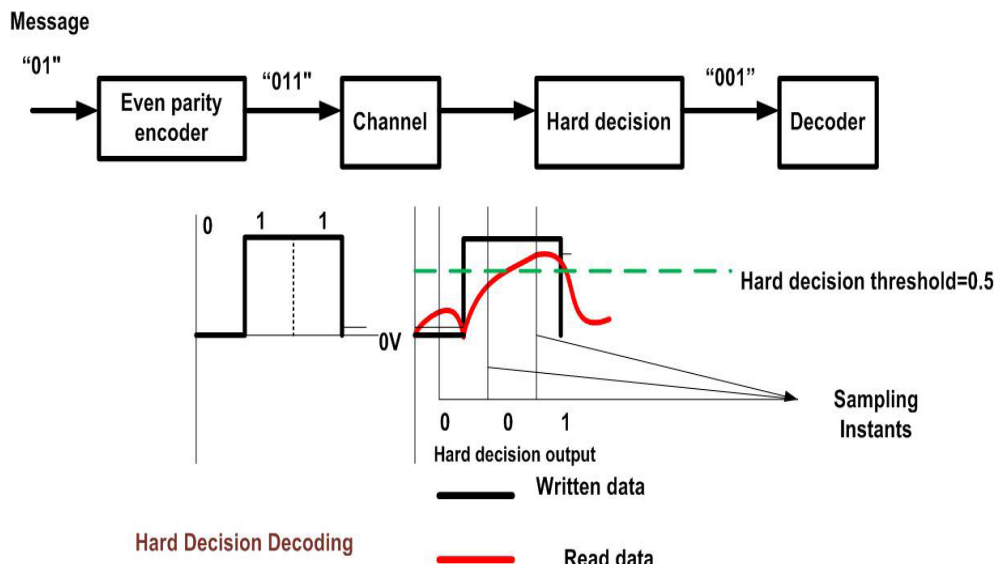 Message
“01"
Even parity
encoder
“011"
Channel
Hard decision
“001”
Decoder
0 1 1
0V
Hard decision threshold=0.5
0 0 1
Hard decision output
Sampling
Instants
Written data
Hard Decision Decoding
Read data